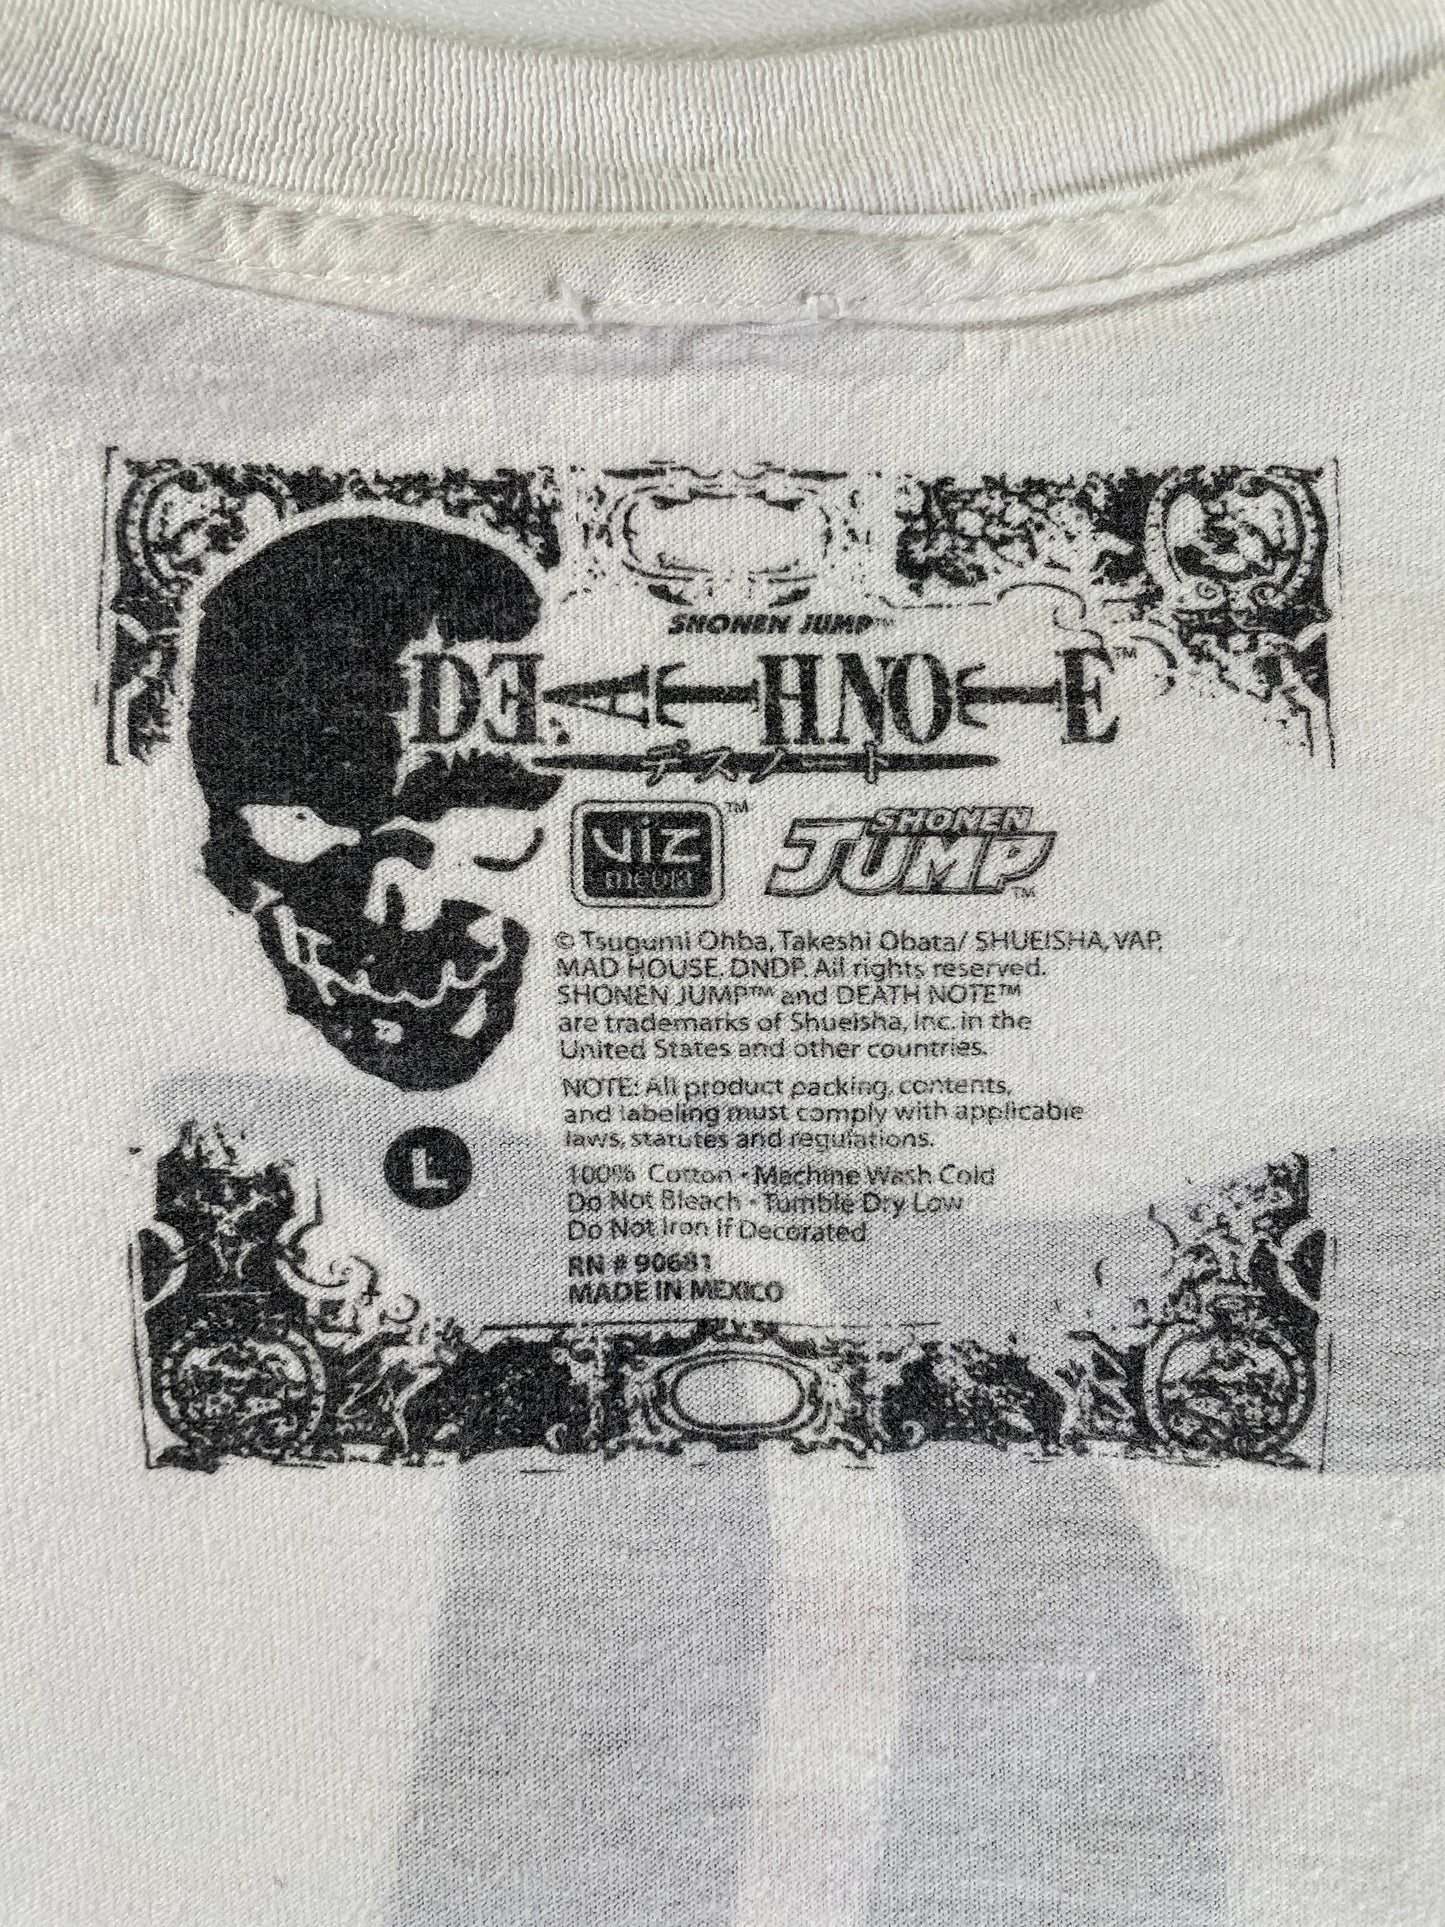 SHONEN JUMP™
DEATH NOTE™
デスノート
VIZ media™
SHONEN JUMP™
© Tsugumi Ohba, Takeshi Obata/ SHUEISHA, VAP,
MAD HOUSE, DNDP. All rights reserved.
SHONEN JUMP™ and DEATH NOTE™
are trademarks of Shueisha, Inc. in the
United States and other countries.
NOTE: All product packing, contents,
and labeling must comply with applicable
laws, statutes and regulations.
L
100% Cotton • Machine Wash Cold
Do Not Bleach • Tumble Dry Low
Do Not Iron If Decorated
RN # 90681
MADE IN MEXICO